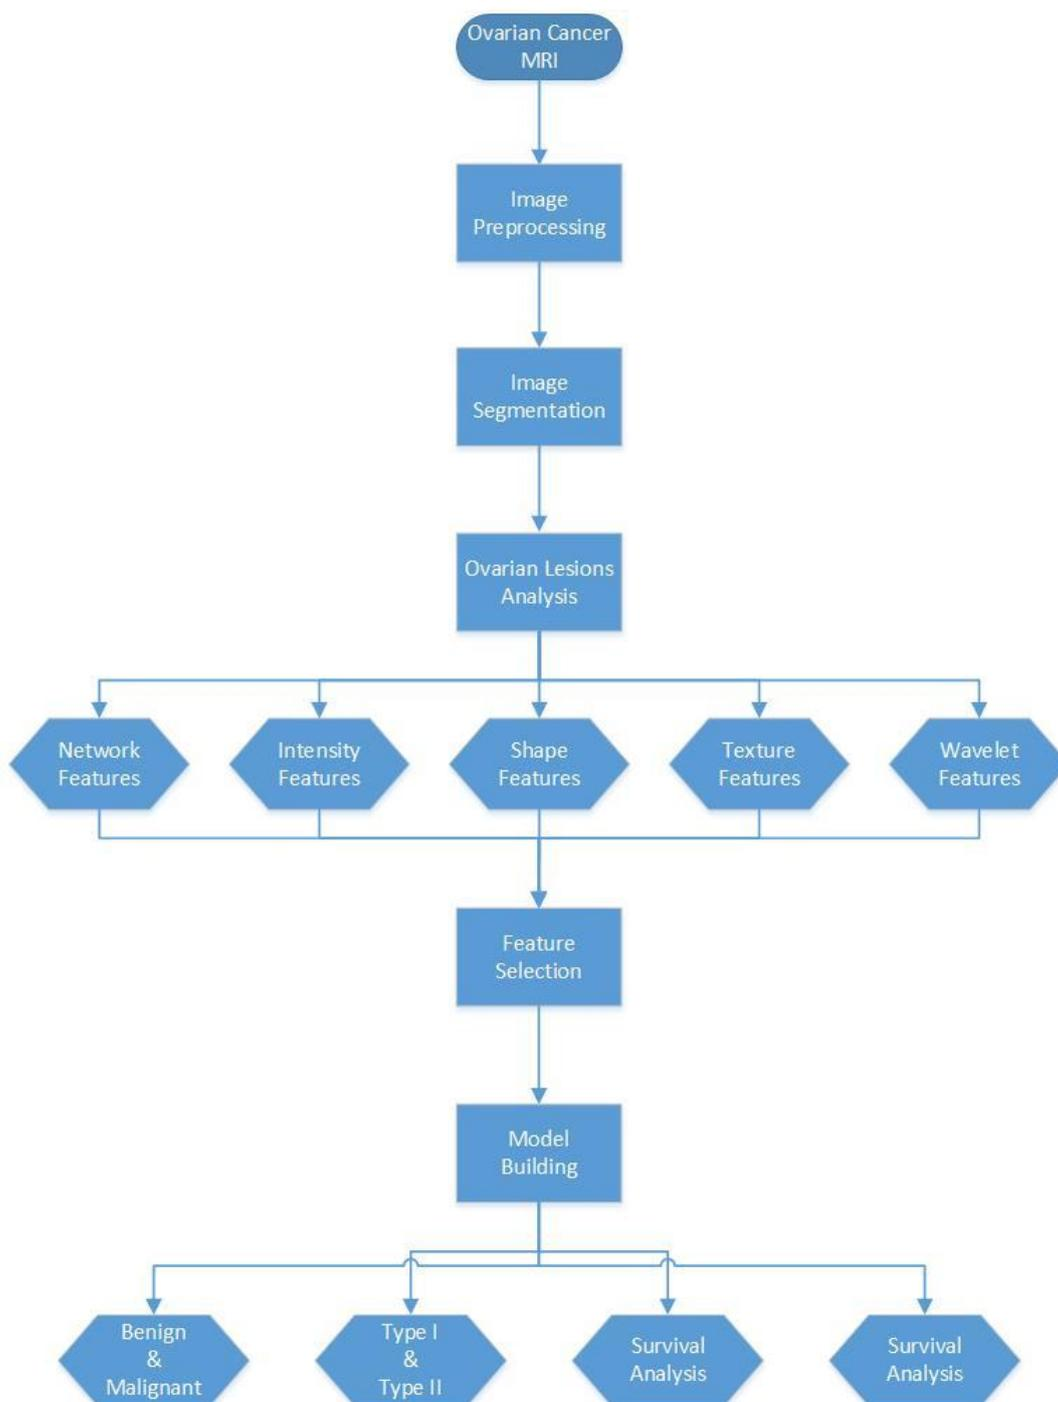 Ovarian Cancer
MRI
Image
Preprocessing
Image
Segmentation
Ovarian Lesions
Analysis
Network
Features
Intensity
Features
Shape
Features
Texture
Features
Wavelet
Features
Feature
Selection
Model
Building
Benign
&
Malignant
Type I
&
Type II
Survival
Analysis
Survival
Analysis